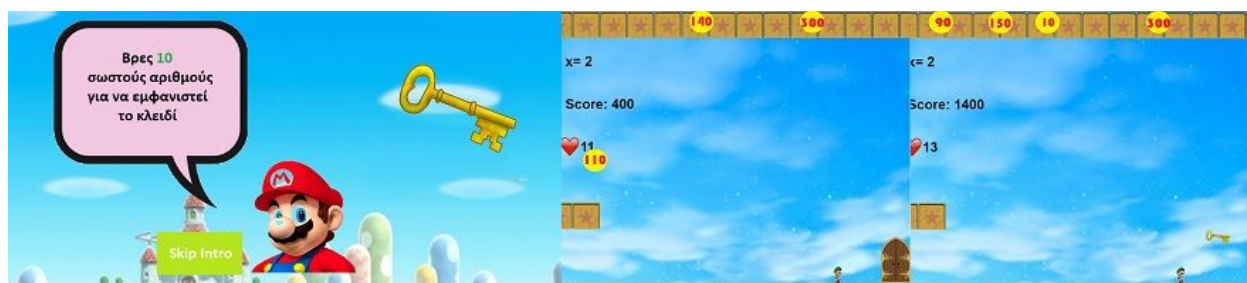 Βρες 10
σωστούς αριθμούς
για να εμφανιστεί
το κλειδί
M
Skip Intro
140
300
x= 2
Score: 400
11
110
90
150
10
300
x= 2
Score: 1400
13